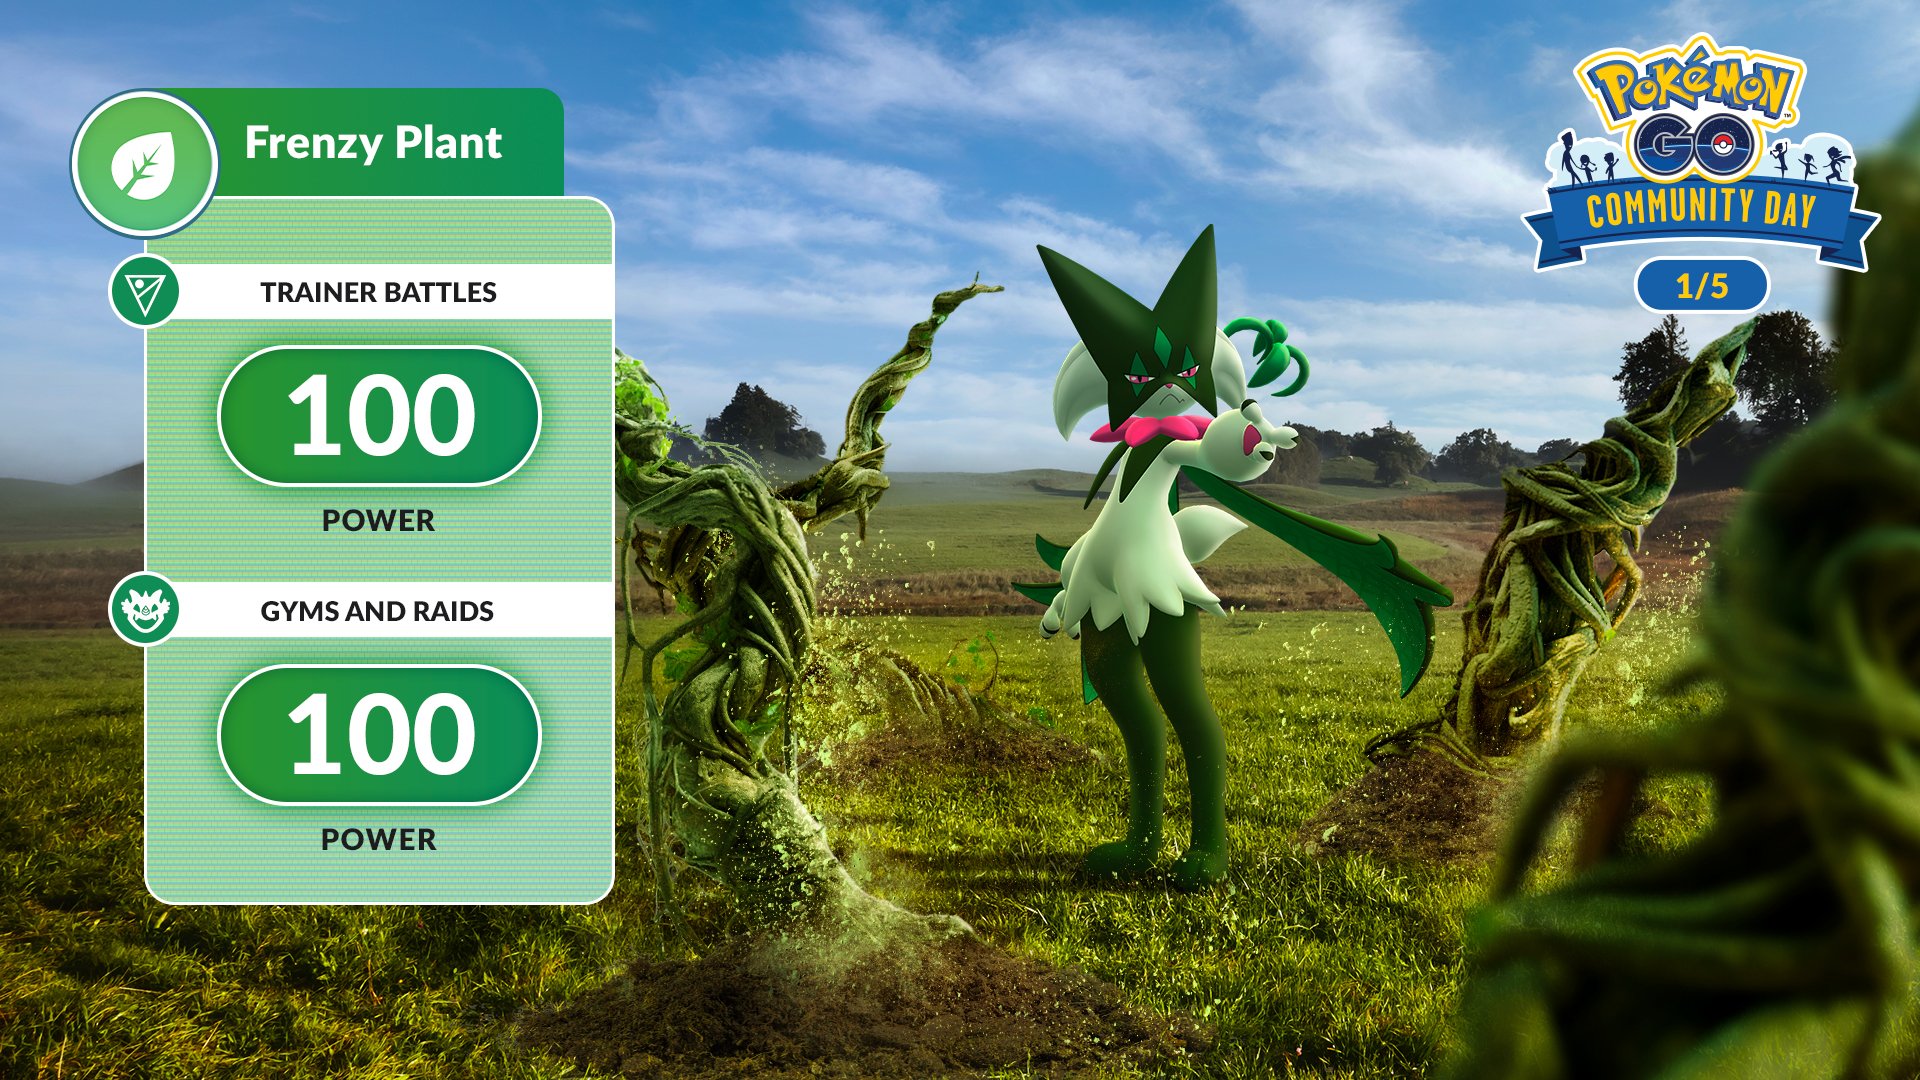 Frenzy Plant
TRAINER BATTLES
100
POWER
GYMS AND RAIDS
100
POWER
POKéMON
GO
COMMUNITY DAY
1/5